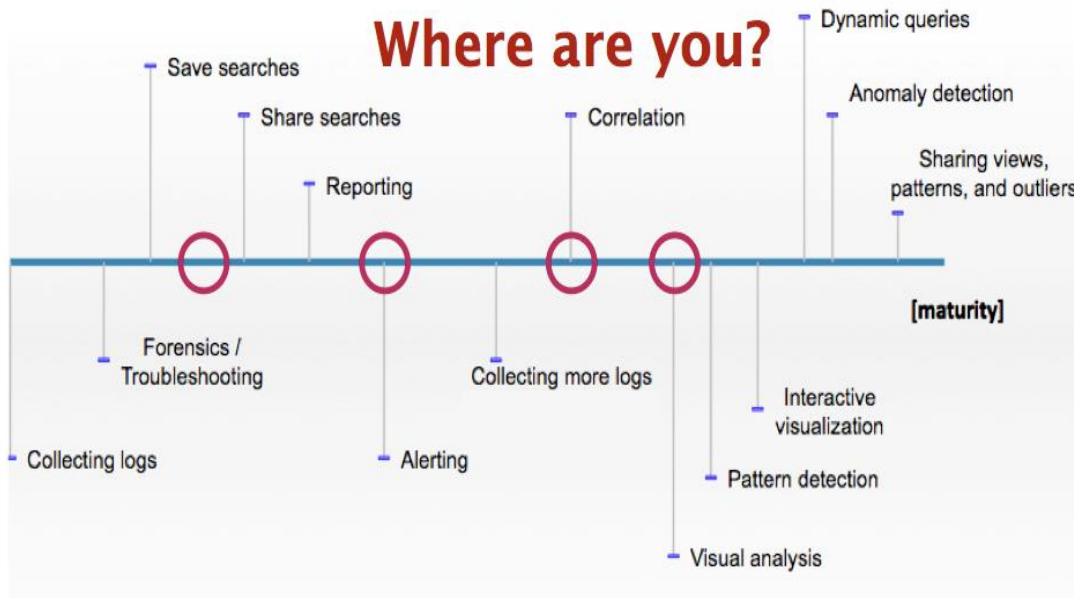 Where are you?
Dynamic queries
Save searches
Anomaly detection
Share searches
Correlation
Sharing views,
patterns, and outliers
Reporting
[maturity]
Forensics /
Troubleshooting
Collecting more logs
Interactive
visualization
Collecting logs
Alerting
Pattern detection
Visual analysis